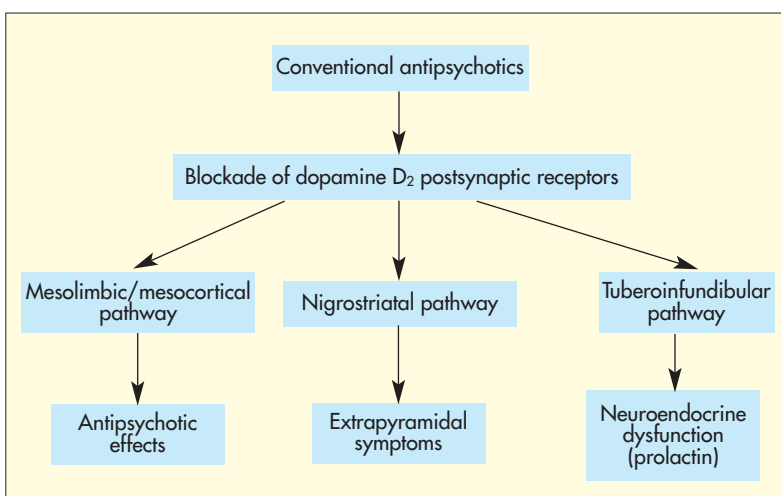 Conventional antipsychotics
Blockade of dopamine D₂ postsynaptic receptors
Mesolimbic/mesocortical
pathway
Nigrostriatal pathway
Tuberoinfundibular
pathway
Antipsychotic
effects
Extrapyramidal
symptoms
Neuroendocrine
dysfunction
(prolactin)